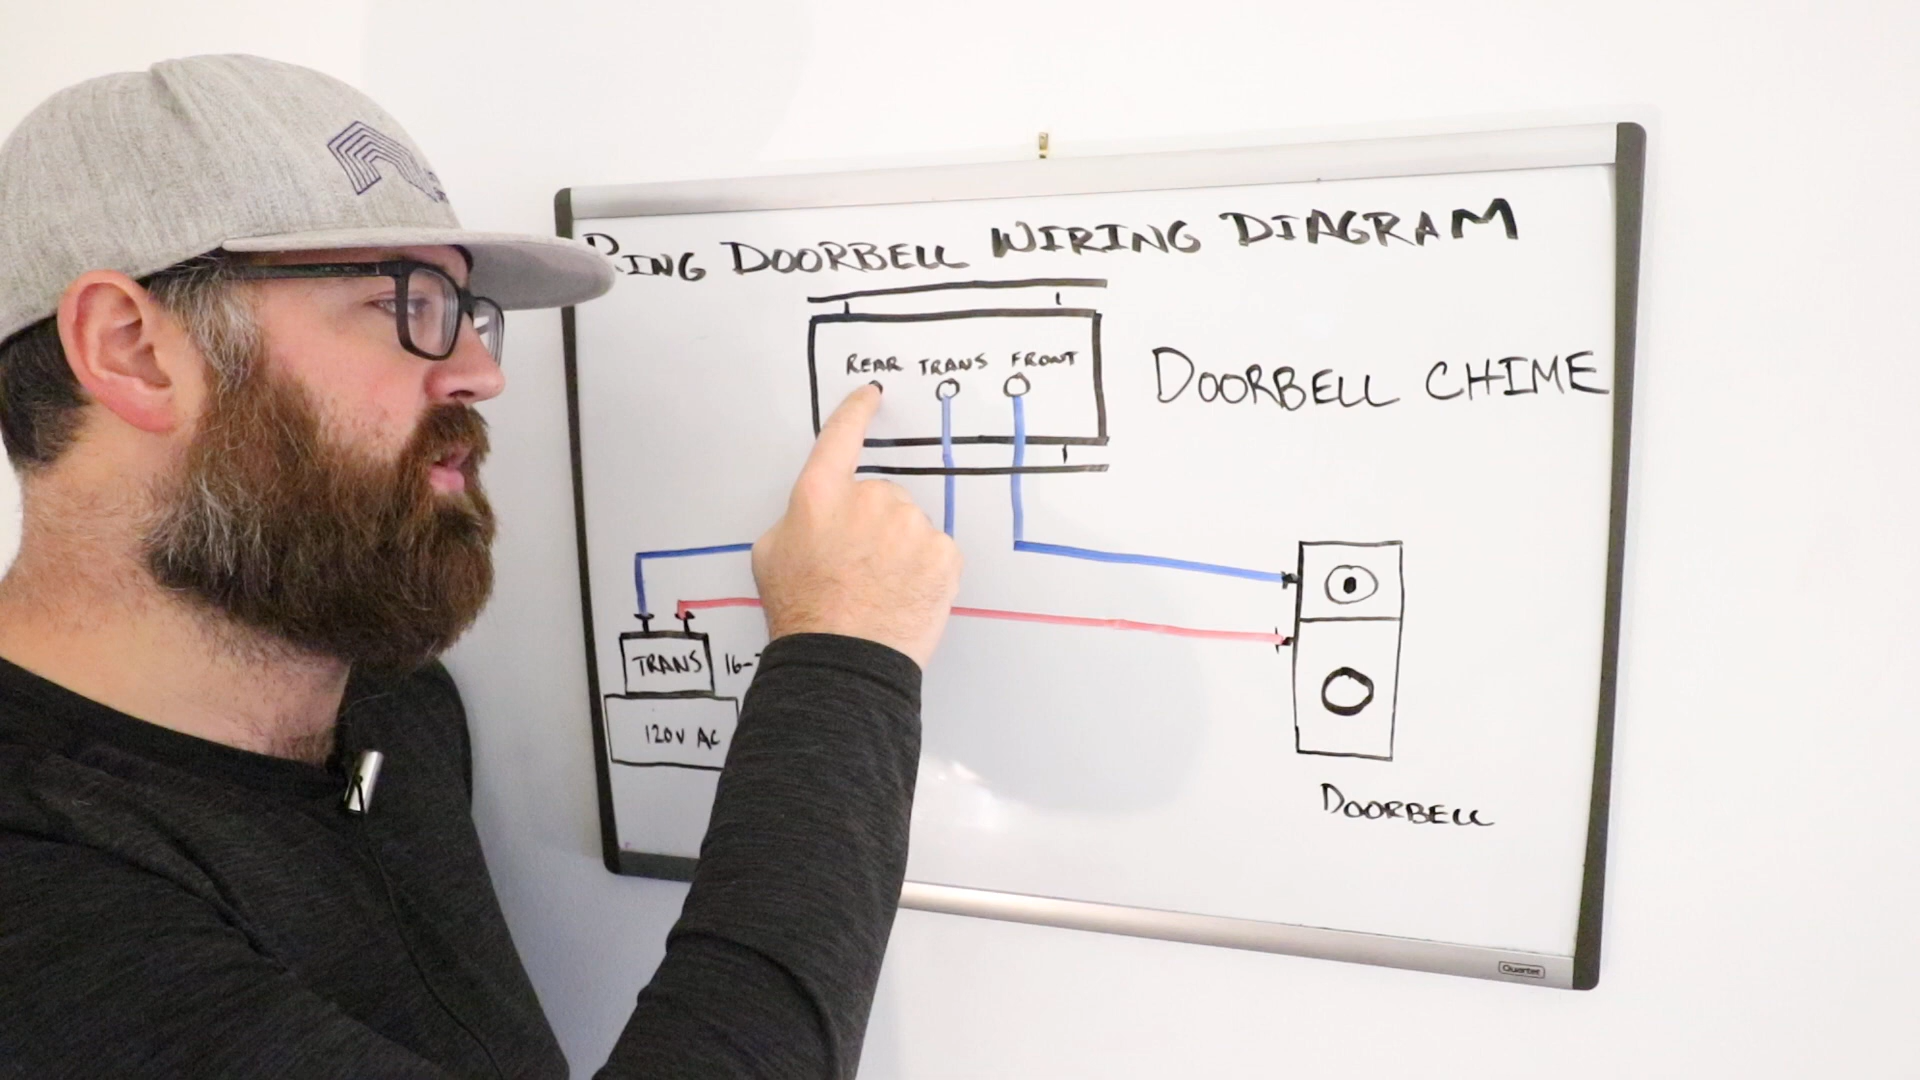 RING DOORBELL WIRING DIAGRAM
REAR TRANS FRONT
DOORBELL CHIME
TRANS 16-
120V AC
DOORBELL
Quartet